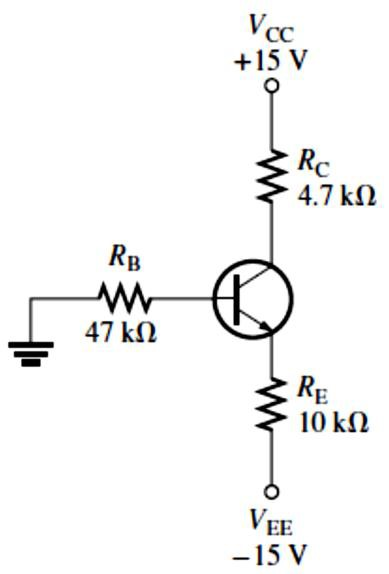 V_CC
+15 V
R_C
4.7 kΩ
R_B
47 kΩ
R_E
10 kΩ
V_EE
−15 V